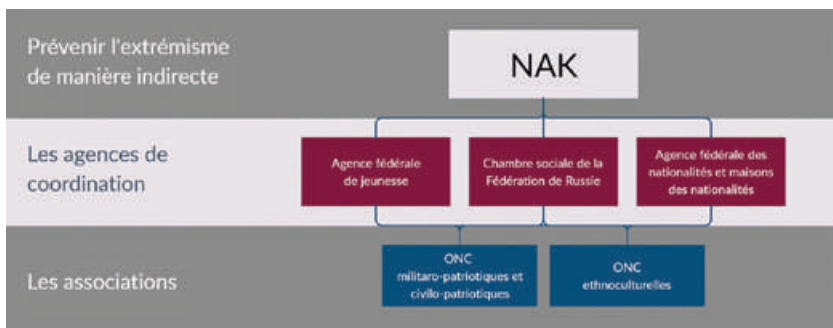 Prévenir l'extrémisme
de manière indirecte
NAK
Les agences de
coordination
Agence fédérale
de jeunesse
Chambre sociale de la
Fédération de Russie
Agence fédérale des
nationalités et maisons
des nationalités
Les associations
ONC
militaro-patriotiques et
civilo-patriotiques
ONC
ethnoculturelles